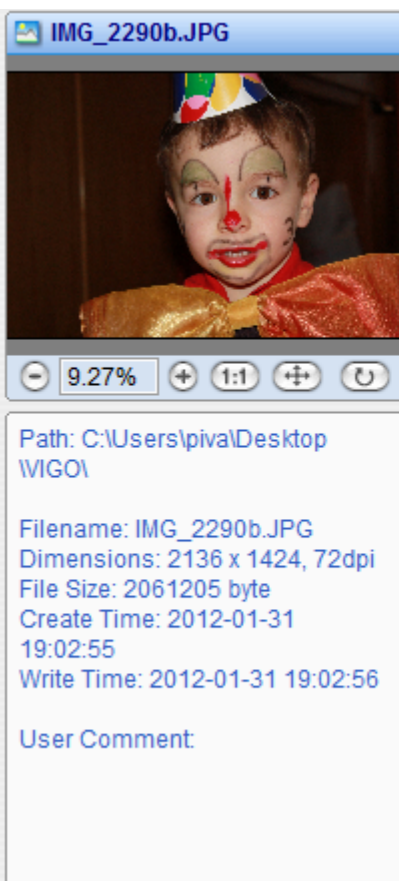 IMG_2290b.JPG
9.27%
1:1
Path: C:\Users\piva\Desktop
\VIGO\
Filename: IMG_2290b.JPG
Dimensions: 2136 x 1424, 72dpi
File Size: 2061205 byte
Create Time: 2012-01-31
19:02:55
Write Time: 2012-01-31 19:02:56
User Comment: